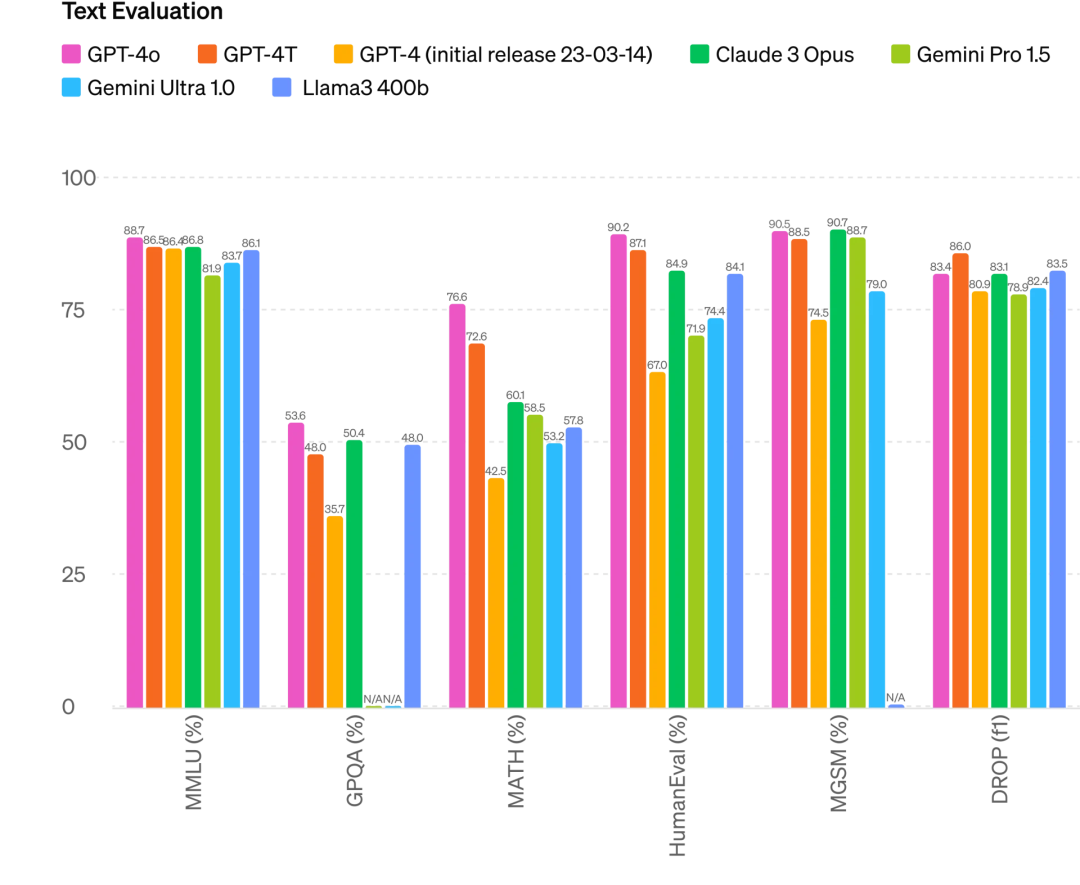 Text Evaluation
GPT-4o GPT-4T GPT-4 (initial release 23-03-14) Claude 3 Opus Gemini Pro 1.5
Gemini Ultra 1.0 Llama3 400b
100
75
50
25
0
88.7 86.5 86.4 86.8 81.9 83.7 86.1
53.6 48.0 35.7 50.4 N/A N/A 48.0
76.6 72.6 42.5 60.1 58.5 53.2 57.8
90.2 87.1 67.0 84.9 71.9 74.4 84.1
90.5 88.5 74.5 90.7 88.7 79.0 N/A
83.4 86.0 80.9 83.1 78.9 82.4 83.5
MMLU (%)
GPQA (%)
MATH (%)
HumanEval (%)
MGSM (%)
DROP (f1)